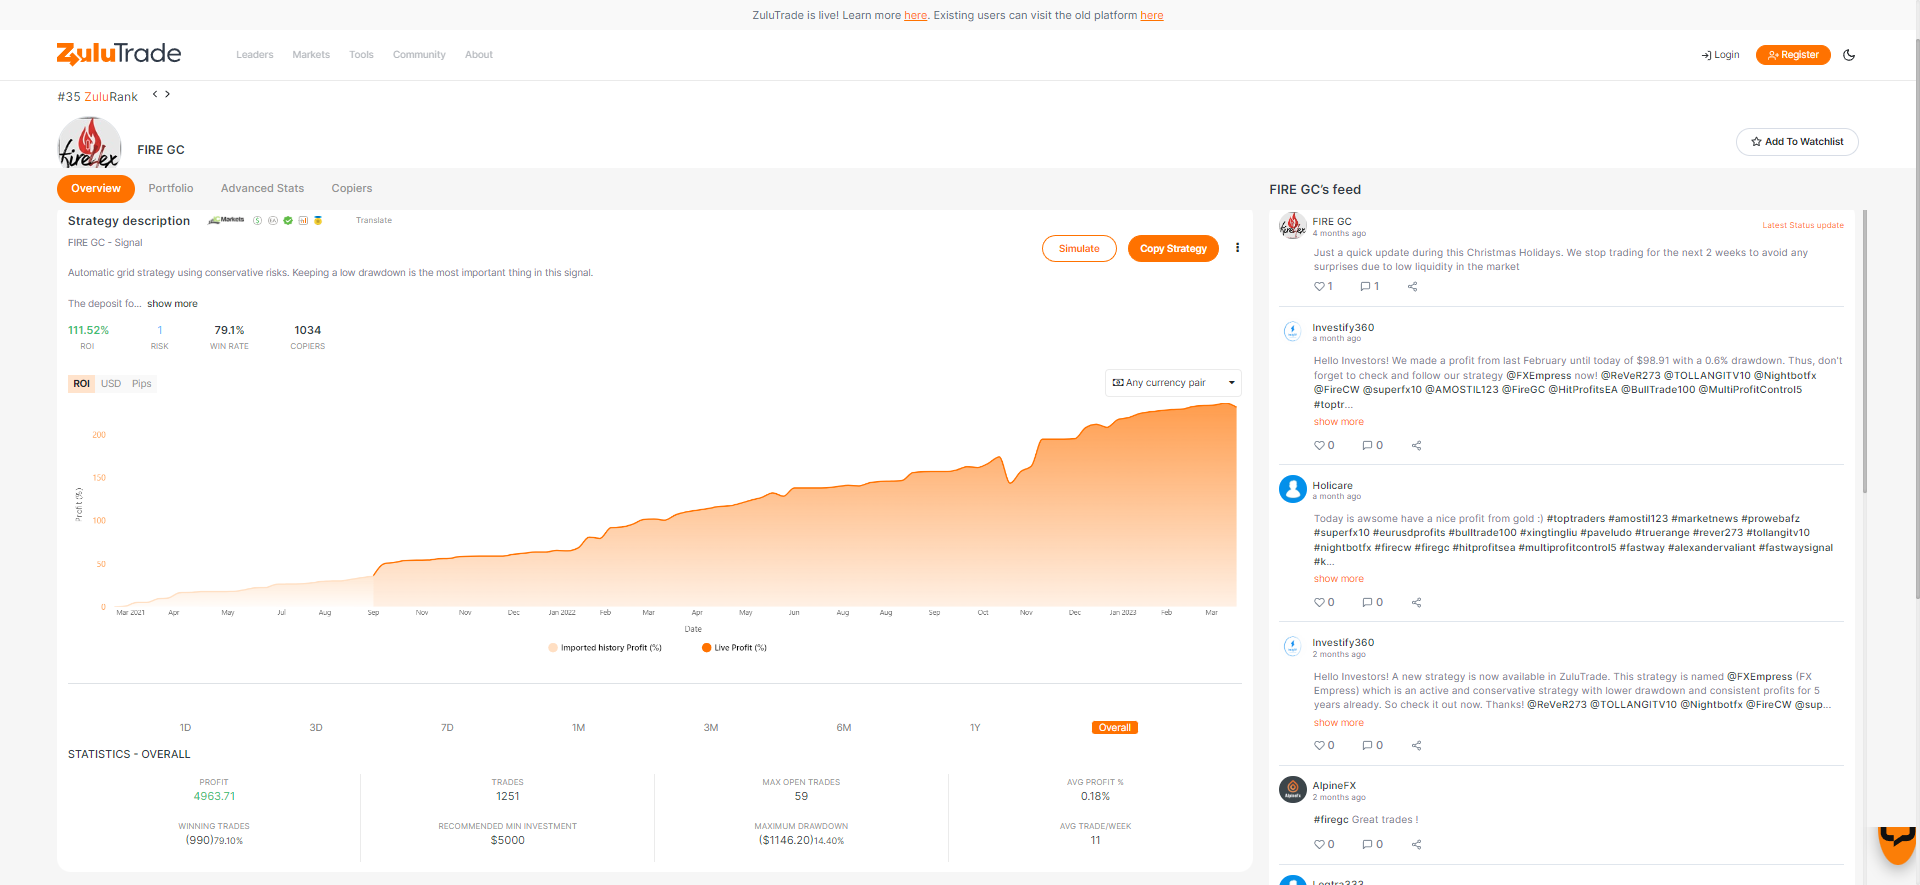 ZuluTrade is live! Learn more here. Existing users can visit the old platform here
ZuluTrade
Leaders Markets Tools Community About
Login Register
#35 ZuluRank < >
firefex
FIRE GC
Add To Watchlist
Overview Portfolio Advanced Stats Copiers
Strategy description Markets Translate
FIRE GC - Signal
Simulate Copy Strategy
Automatic grid strategy using conservative risks. Keeping a low drawdown is the most important thing in this signal.
The deposit fo... show more
111.52% 1 79.1% 1034
ROI RISK WIN RATE COPIERS
ROI USD Pips
Any currency pair
200
150
100
50
0
Profit (%)
Mar 2021 Apr May Jul Aug Sep Nov Nov Dec Jan 2022 Feb Mar Apr May Jun Aug Aug Sep Oct Nov Dec Jan 2023 Feb Mar
Date
Imported history Profit (%) Live Profit (%)
1D 3D 7D 1M 3M 6M 1Y Overall
STATISTICS - OVERALL
PROFIT TRADES MAX OPEN TRADES AVG PROFIT %
4963.71 1251 59 0.18%
WINNING TRADES RECOMMENDED MIN INVESTMENT MAXIMUM DRAWDOWN AVG TRADE/WEEK
(990)79.10% $5000 ($1146.20)14.40% 11
FIRE GC's feed
FIRE GC
4 months ago
Latest Status update
Just a quick update during this Christmas Holidays. We stop trading for the next 2 weeks to avoid any
surprises due to low liquidity in the market
1 1
Investify360
a month ago
Hello Investors! We made a profit from last February until today of $98.91 with a 0.6% drawdown. Thus, don't
forget to check and follow our strategy @FXEmpress now! @ReVeR273 @TOLLANGITV10 @Nightbotfx
@FireCW @superfx10 @AMOSTIL123 @FireGC @HitProfitsEA @BullTrade100 @MultiProfitControl5
#toptr...
show more
0 0
Holicare
a month ago
Today is awsome have a nice profit from gold :) #toptraders #amostil123 #marketnews #prowebafz
#superfx10 #eurusdprofits #bulltrade100 #xingtingliu #paveludo #truerange #rever273 #tollangitv10
#nightbotfx #firecw #firegc #hitprofitsea #multiprofitcontrol5 #fastway #alexandervaliant #fastwaysignal
#k...
show more
0 0
Investify360
2 months ago
Hello Investors! A new strategy is now available in ZuluTrade. This strategy is named @FXEmpress (FX
Empress) which is an active and conservative strategy with lower drawdown and consistent profits for 5
years already. So check it out now. Thanks! @ReVeR273 @TOLLANGITV10 @Nightbotfx @FireCW @sup...
show more
0 0
AlpineFX
2 months ago
#firegc Great trades !
0 0